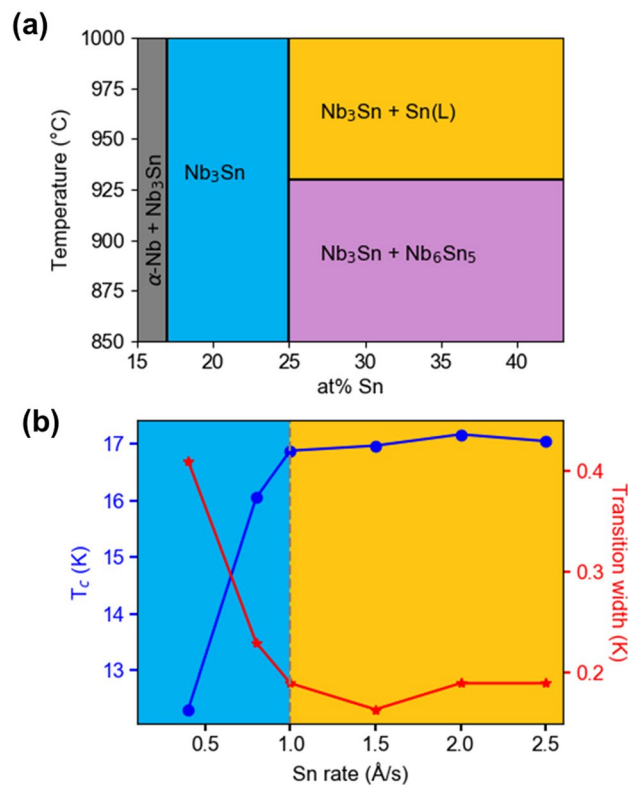 (a)
1000
975
950
925
900
875
850
Temperature (°C)
α-Nb + Nb₃Sn
Nb₃Sn
Nb₃Sn + Sn(L)
Nb₃Sn + Nb₆Sn₅
15 20 25 30 35 40
at% Sn
(b)
17
16
15
14
13
T_c (K)
0.4
0.3
0.2
Transition width (K)
0.5 1.0 1.5 2.0 2.5
Sn rate (Å/s)